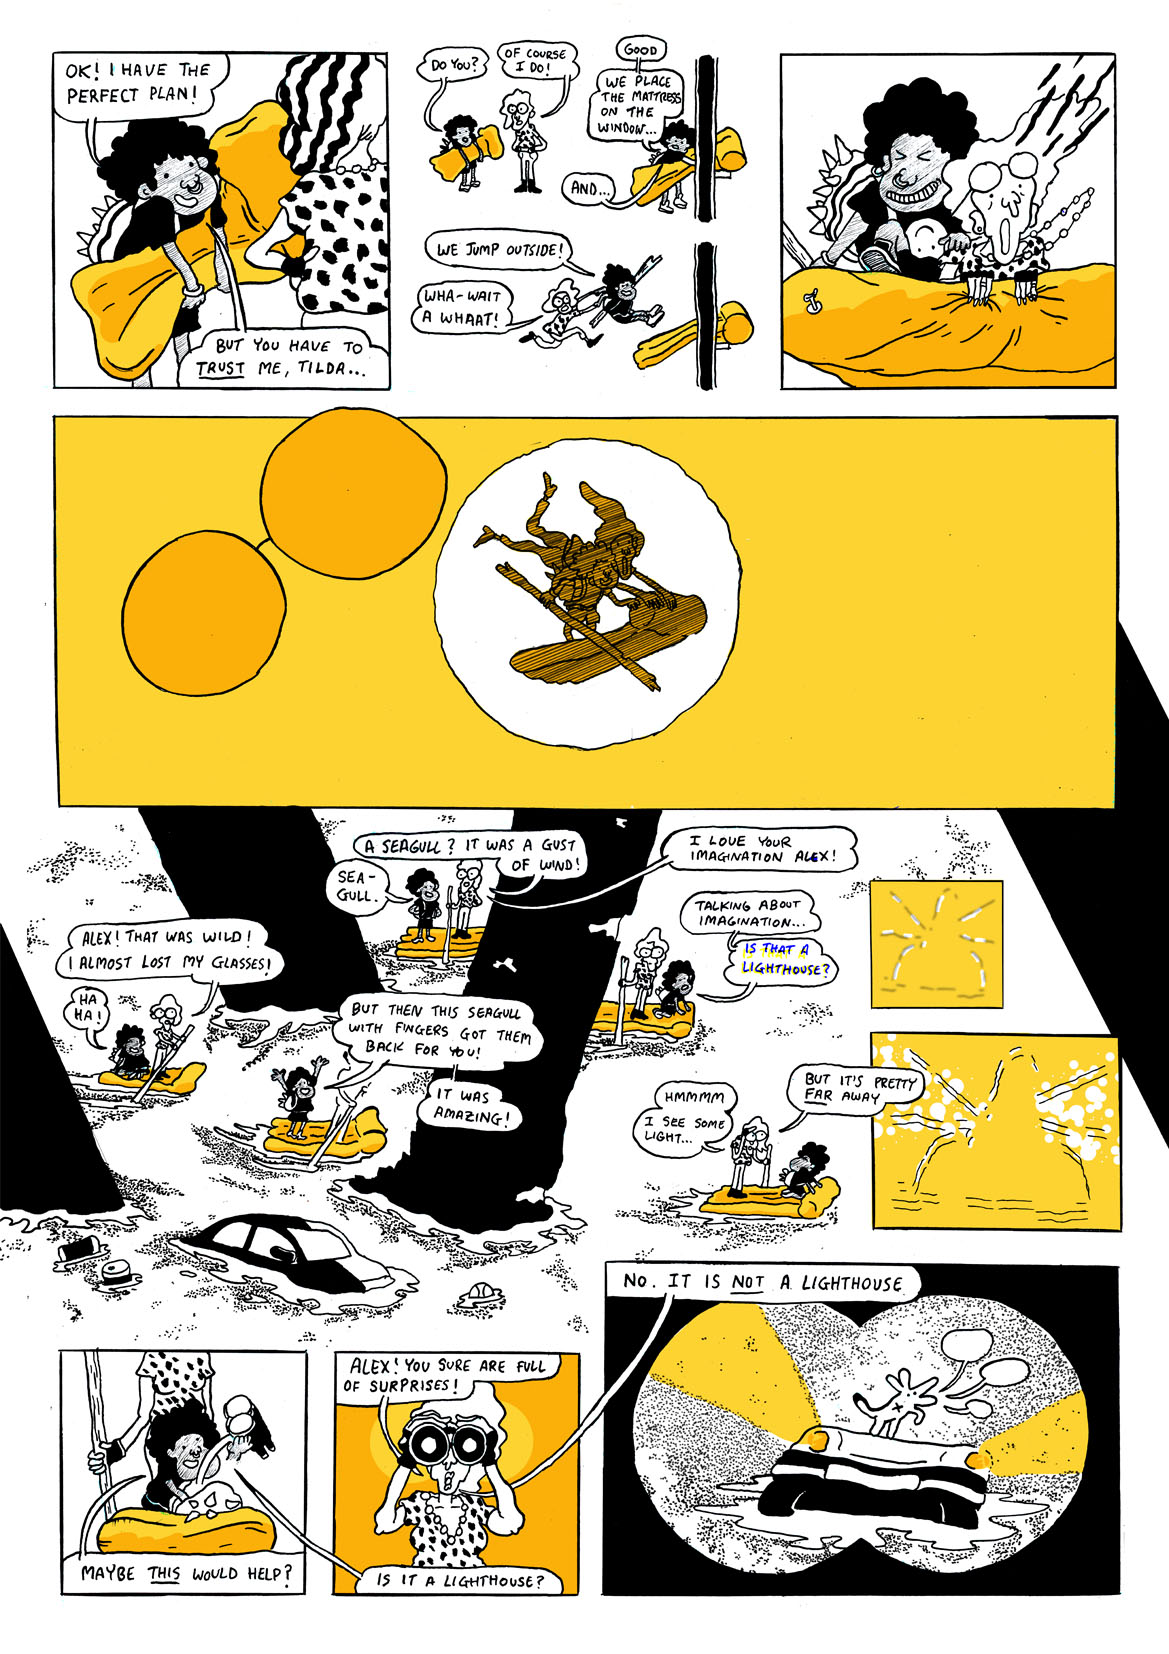 OK! I HAVE THE
PERFECT PLAN!
BUT YOU HAVE TO
TRUST ME, TILDA...
DO YOU?
OF COURSE
I DO!
GOOD
WE PLACE
THE MATTRESS
ON THE
WINDOW...
AND...
WE JUMP OUTSIDE!
WHA-WAIT
A WHAAT!
ALEX! THAT WAS WILD!
I ALMOST LOST MY GLASSES!
HA
HA!
BUT THEN THIS SEAGULL
WITH FINGERS GOT THEM
BACK FOR YOU!
IT WAS
AMAZING!
A SEAGULL? IT WAS A GUST
OF WIND!
SEA-
GULL.
I LOVE YOUR
IMAGINATION ALEX!
TALKING ABOUT
IMAGINATION...
IS THAT A
LIGHTHOUSE?
HMMMM
I SEE SOME
LIGHT...
BUT IT'S PRETTY
FAR AWAY
MAYBE THIS WOULD HELP?
ALEX! YOU SURE ARE FULL
OF SURPRISES!
IS IT A LIGHTHOUSE?
NO. IT IS NOT A LIGHTHOUSE